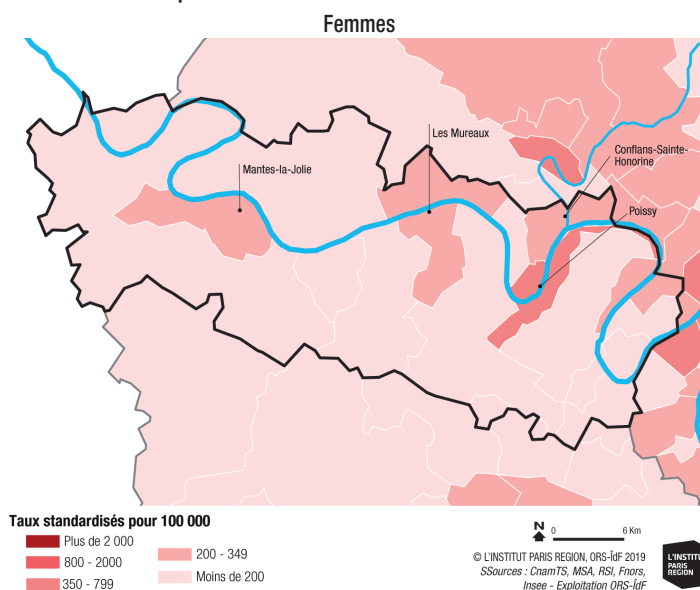 Femmes
Les Mureaux
Conflans-Sainte-
Honorine
Mantes-la-Jolie
Poissy
Taux standardisés pour 100 000
Plus de 2 000
800 - 2000
350 - 799
200 - 349
Moins de 200
N
0 6 Km
© L'INSTITUT PARIS REGION, ORS-ÎdF 2019
SSources : CnamTS, MSA, RSI, Fnors,
Insee - Exploitation ORS-ÎdF
L'INSTITUT
PARIS
REGION